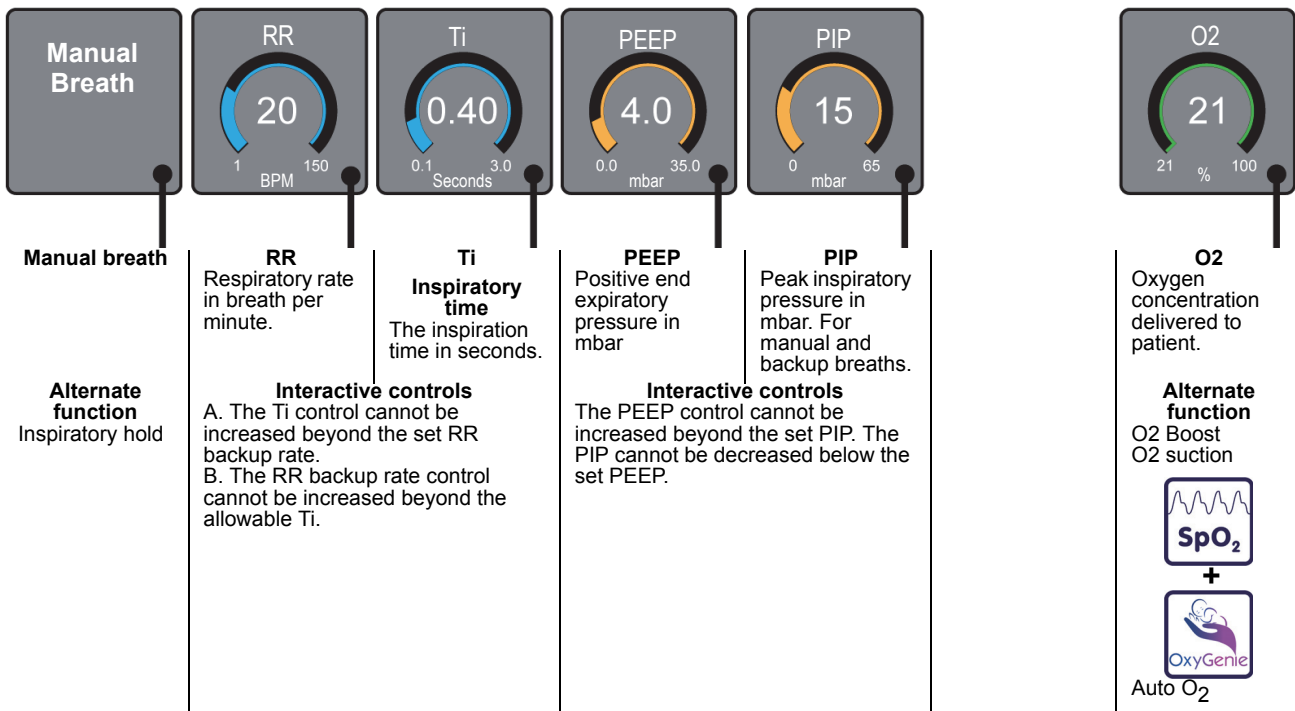 Manual
Breath
RR
20
1 150
BPM
Ti
0.40
0.1 3.0
Seconds
PEEP
4.0
0.0 35.0
mbar
PIP
15
0 65
mbar
O2
21
21 100
%
Manual breath
Alternate
function
Inspiratory hold
RR
Respiratory rate
in breath per
minute.
Ti
Inspiratory
time
The inspiration
time in seconds.
Interactive controls
A. The Ti control cannot be
increased beyond the set RR
backup rate.
B. The RR backup rate control
cannot be increased beyond the
allowable Ti.
PEEP
Positive end
expiratory
pressure in
mbar
PIP
Peak inspiratory
pressure in
mbar. For
manual and
backup breaths.
Interactive controls
The PEEP control cannot be
increased beyond the set PIP. The
PIP cannot be decreased below the
set PEEP.
O2
Oxygen
concentration
delivered to
patient.
Alternate
function
O2 Boost
O2 suction
SpO2
+
OxyGenie
Auto O2